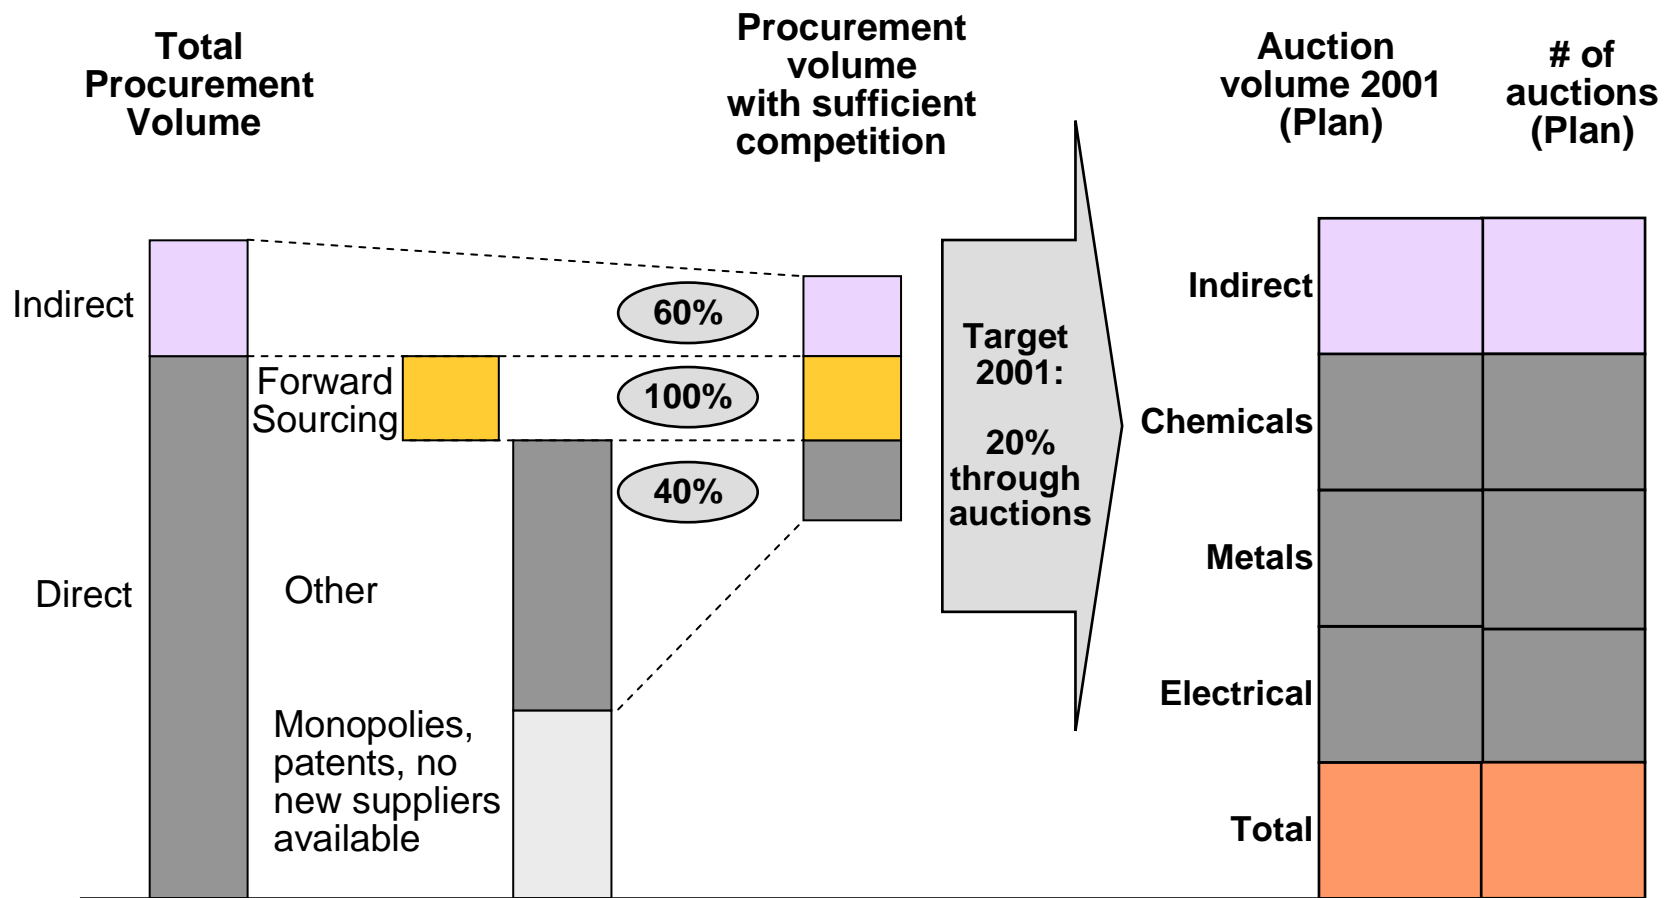 Total
Procurement
Volume
Procurement
volume
with sufficient
competition
Auction
volume 2001
(Plan)
# of
auctions
(Plan)
Indirect
Direct
Forward
Sourcing
Other
Monopolies,
patents, no
new suppliers
available
60%
100%
40%
Target
2001:
20%
through
auctions
Indirect
Chemicals
Metals
Electrical
Total